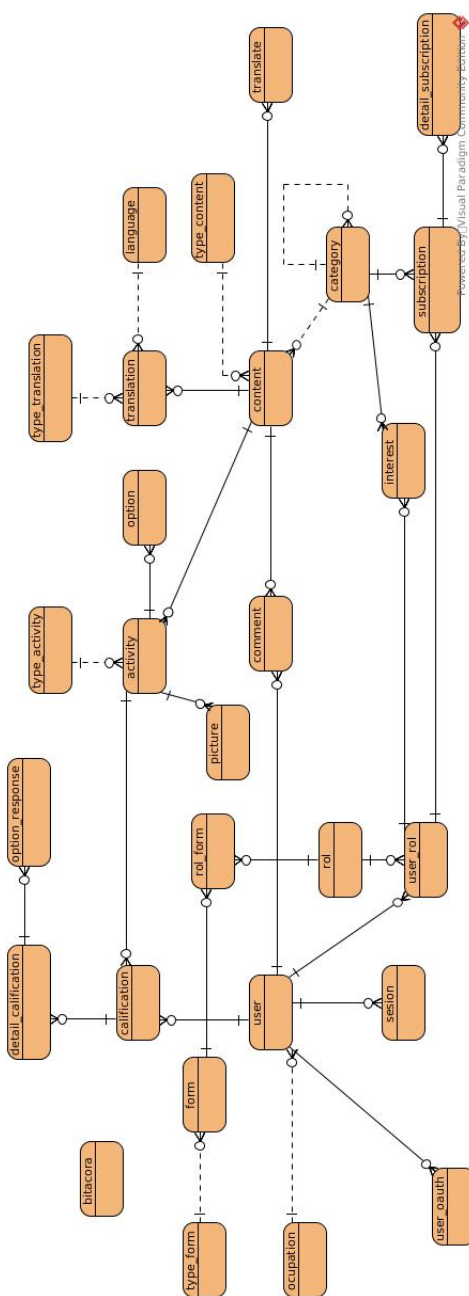 detail_calification
option_response
type_activity
type_translation
bitacora
calification
activity
option
translation
language
type_form
form
rol_form
picture
type_content
ocupation
user
comment
content
translate
rol
category
sesion
user_rol
interest
subscription
detail_subscription
user_oauth
Powered By Visual Paradigm Community Edition